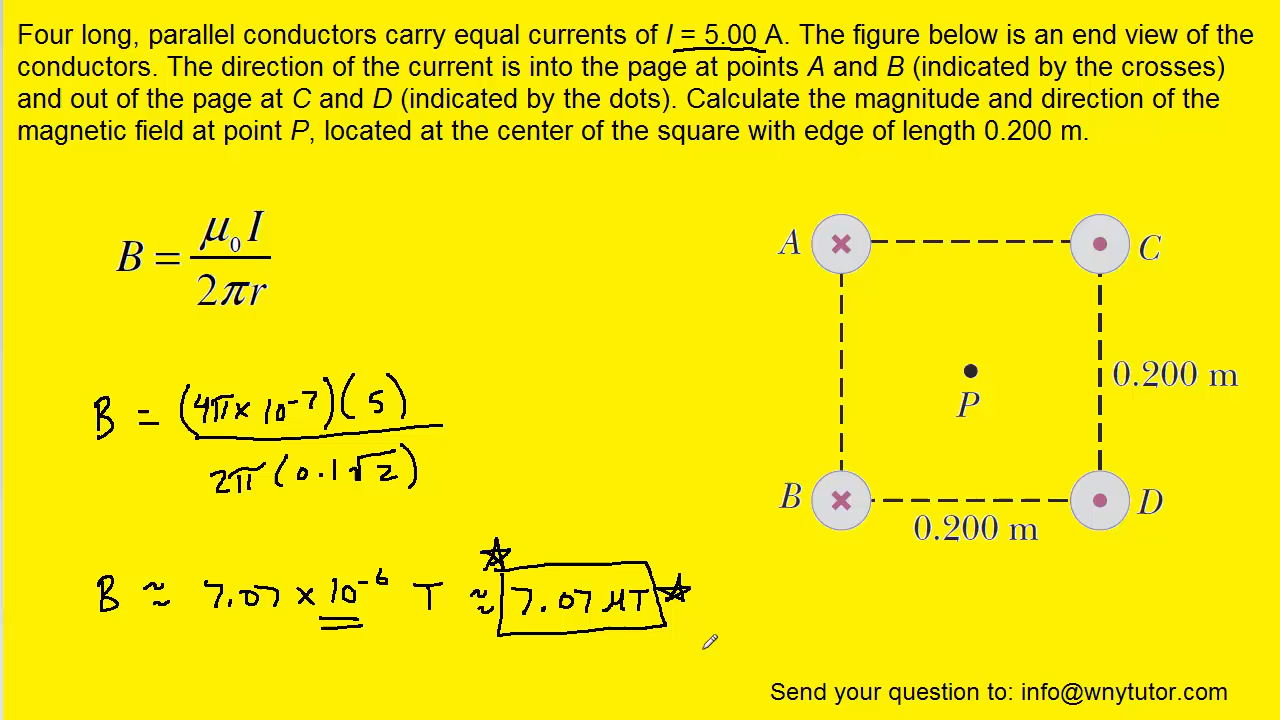 Four long, parallel conductors carry equal currents of I = 5.00 A. The figure below is an end view of the
conductors. The direction of the current is into the page at points A and B (indicated by the crosses)
and out of the page at C and D (indicated by the dots). Calculate the magnitude and direction of the
magnetic field at point P, located at the center of the square with edge of length 0.200 m.
B = μ₀I / 2πr
A × • C
0.200 m
P
B = (4π × 10⁻⁷)(5) / 2π(0.1√2)
B × • D
0.200 m
B ≈ 7.07 × 10⁻⁶ T ≈ 7.07 μT
Send your question to: info@wnytutor.com